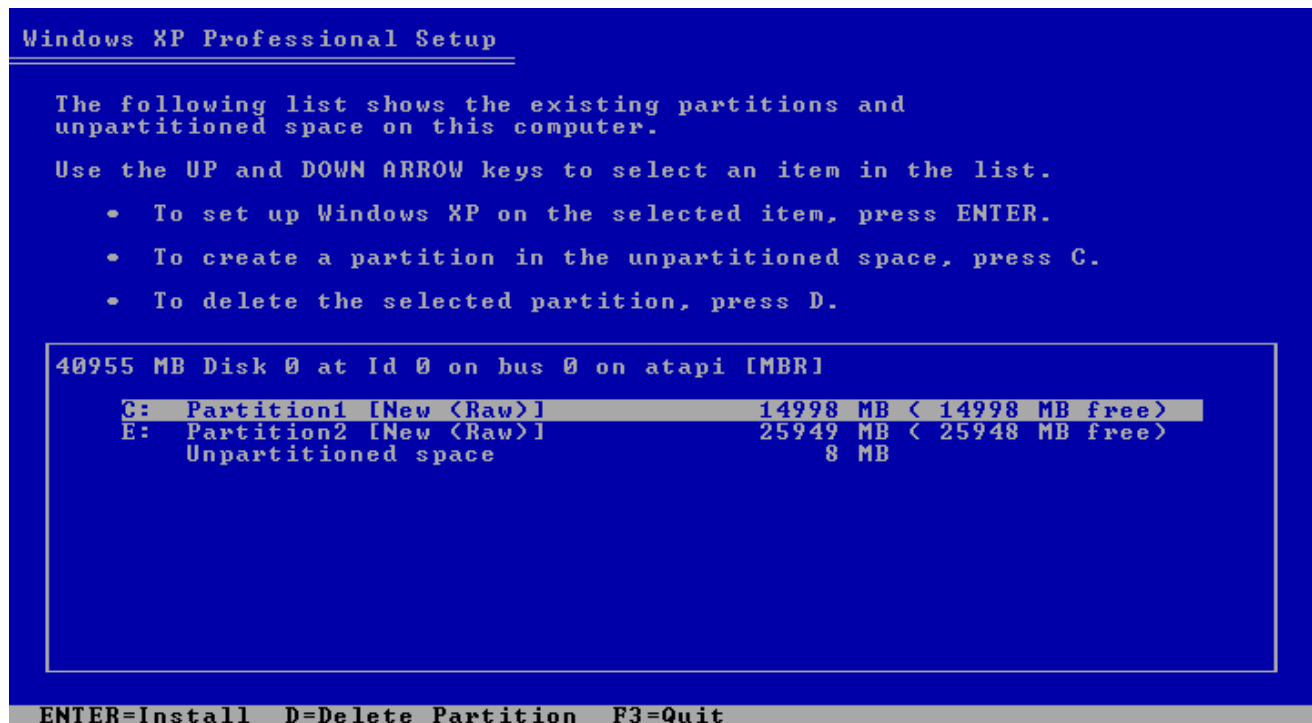 Windows XP Professional Setup
The following list shows the existing partitions and
unpartitioned space on this computer.
Use the UP and DOWN ARROW keys to select an item in the list.
• To set up Windows XP on the selected item, press ENTER.
• To create a partition in the unpartitioned space, press C.
• To delete the selected partition, press D.
40955 MB Disk 0 at Id 0 on bus 0 on atapi [MBR]
C: Partition1 [New (Raw)] 14998 MB ( 14998 MB free)
E: Partition2 [New (Raw)] 25949 MB ( 25948 MB free)
Unpartitioned space 8 MB
ENTER=Install D=Delete Partition F3=Quit